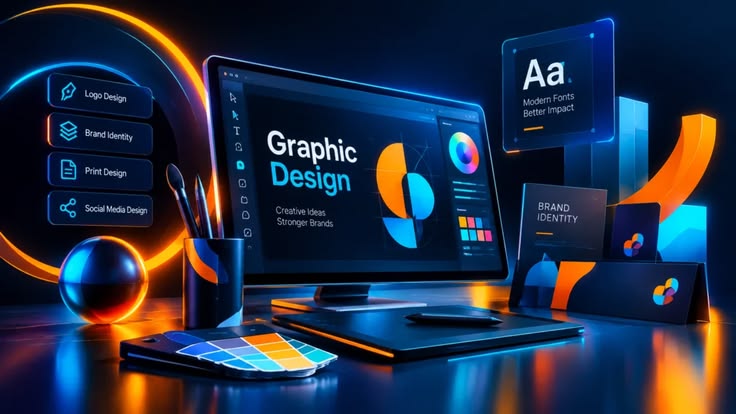 Logo Design
Brand Identity
Print Design
Social Media Design
Graphic
Design
Creative Ideas
Stronger Brands
T
Aa
Modern Fonts
Better Impact
BRAND
IDENTITY